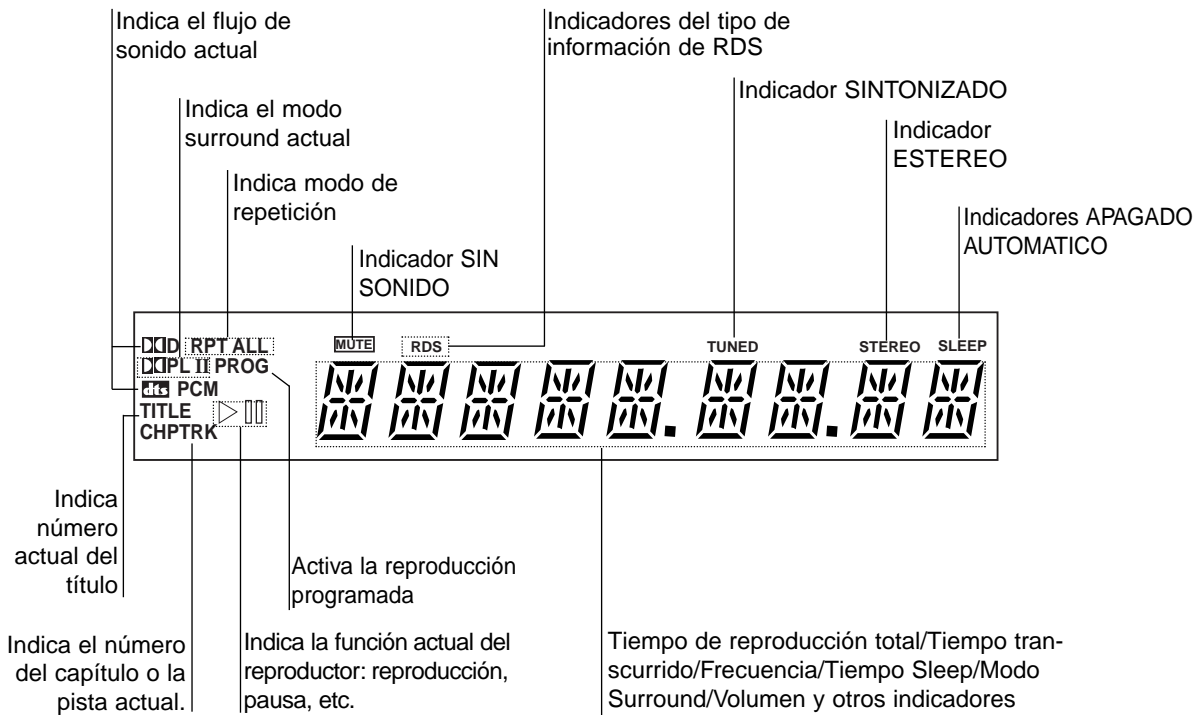 Indica el flujo de
sonido actual
Indicadores del tipo de
información de RDS
Indicador SINTONIZADO
Indica el modo
surround actual
Indicador
ESTEREO
Indica modo de
repetición
Indicadores APAGADO
AUTOMATICO
Indicador SIN
SONIDO
D RPT ALL MUTE RDS TUNED STEREO SLEEP
PL II PROG
dts PCM
TITLE
CHPTRK
Indica
número
actual del
título
Activa la reproducción
programada
Indica el número
del capítulo o la
pista actual.
Indica la función actual del
reproductor: reproducción,
pausa, etc.
Tiempo de reproducción total/Tiempo tran-
scurrido/Frecuencia/Tiempo Sleep/Modo
Surround/Volumen y otros indicadores